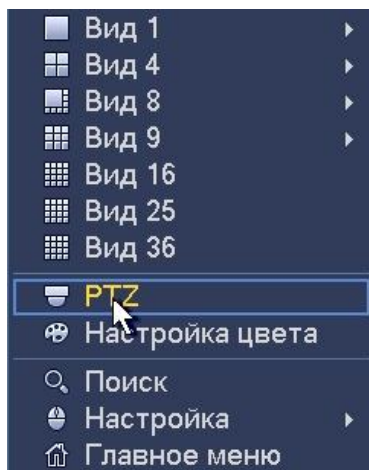 Вид 1
Вид 4
Вид 8
Вид 9
Вид 16
Вид 25
Вид 36
PTZ
Настройка цвета
Поиск
Настройка
Главное меню